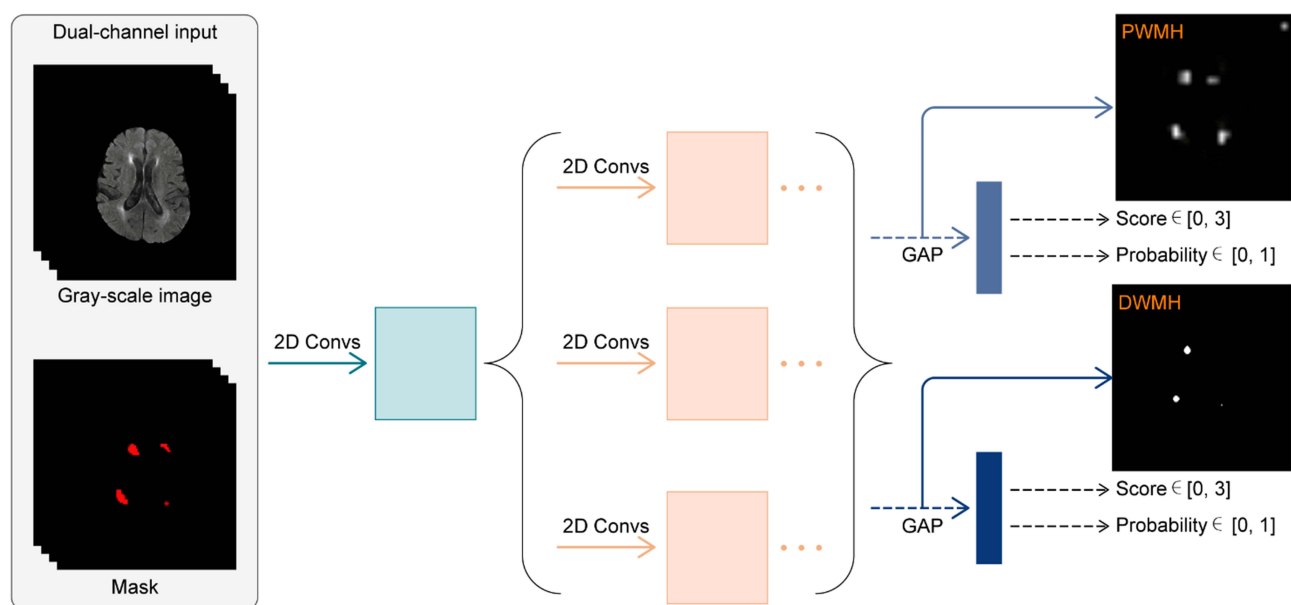 Dual-channel input
Gray-scale image
Mask
2D Convs
2D Convs
2D Convs
2D Convs
GAP
PWMH
Score ∈ [0, 3]
Probability ∈ [0, 1]
GAP
DWMH
Score ∈ [0, 3]
Probability ∈ [0, 1]